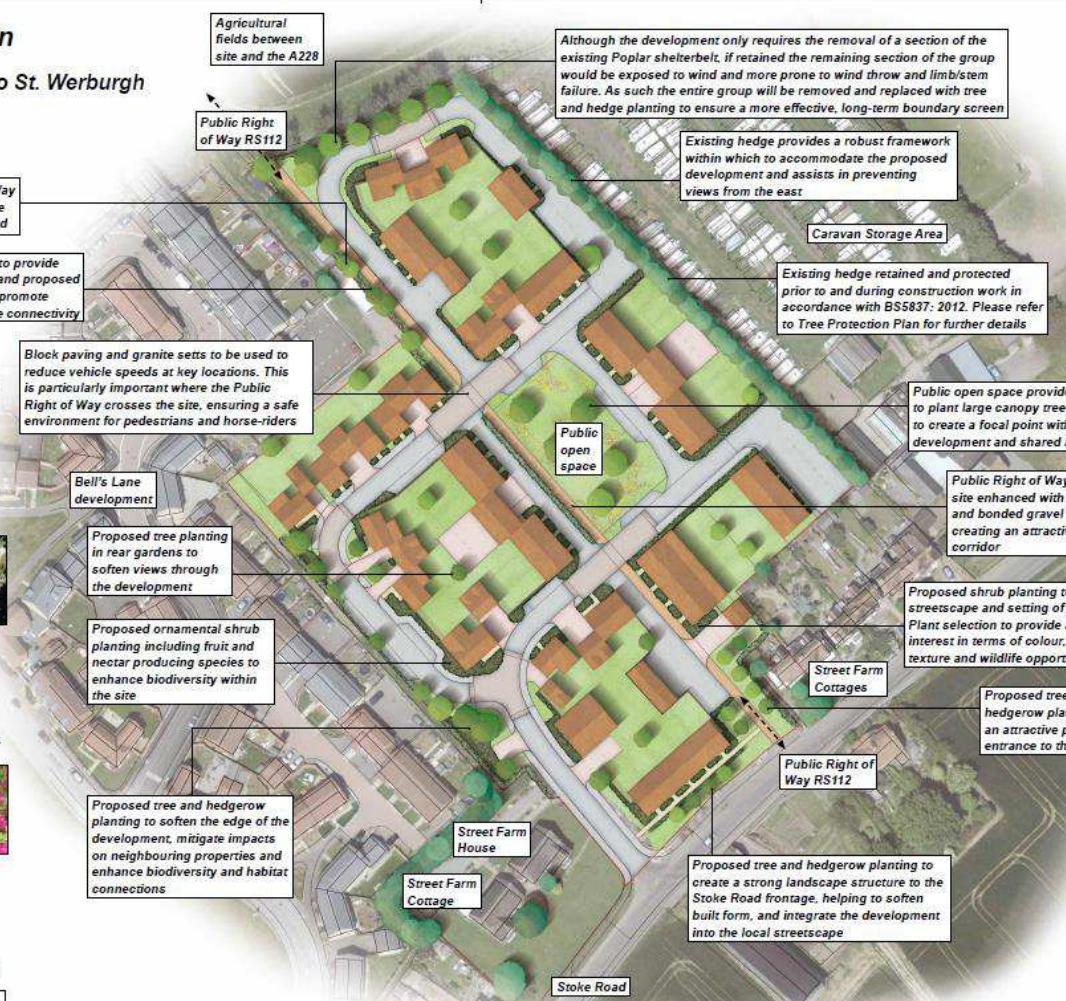 n
o St. Werburgh
Agricultural
fields between
site and the A228
Although the development only requires the removal of a section of the
existing Poplar shelterbelt, if retained the remaining section of the group
would be exposed to wind and more prone to wind throw and limb/stem
failure. As such the entire group will be removed and replaced with tree
and hedge planting to ensure a more effective, long-term boundary screen
Public Right
of Way RS112
Existing hedge provides a robust framework
within which to accommodate the proposed
development and assists in preventing
views from the east
ay
e
d
Caravan Storage Area
to provide
and proposed
promote
e connectivity
Existing hedge retained and protected
prior to and during construction work in
accordance with BS5837: 2012. Please refer
to Tree Protection Plan for further details
Block paving and granite setts to be used to
reduce vehicle speeds at key locations. This
is particularly important where the Public
Right of Way crosses the site, ensuring a safe
environment for pedestrians and horse-riders
Public open space provide
to plant large canopy tree
to create a focal point with
development and shared
Public
open
space
Bell's Lane
development
Public Right of Way
site enhanced with
and bonded gravel
creating an attractiv
corridor
Proposed tree planting
in rear gardens to
soften views through
the development
Proposed shrub planting t
streetscape and setting of
Plant selection to provide
interest in terms of colour,
texture and wildlife opport
Proposed ornamental shrub
planting including fruit and
nectar producing species to
enhance biodiversity within
the site
Street Farm
Cottages
Proposed tree
hedgerow plan
an attractive p
entrance to th
Public Right of
Way RS112
Proposed tree and hedgerow
planting to soften the edge of the
development, mitigate impacts
on neighbouring properties and
enhance biodiversity and habitat
connections
Street Farm
House
Street Farm
Cottage
Proposed tree and hedgerow planting to
create a strong landscape structure to the
Stoke Road frontage, helping to soften
built form, and integrate the development
into the local streetscape
Stoke Road